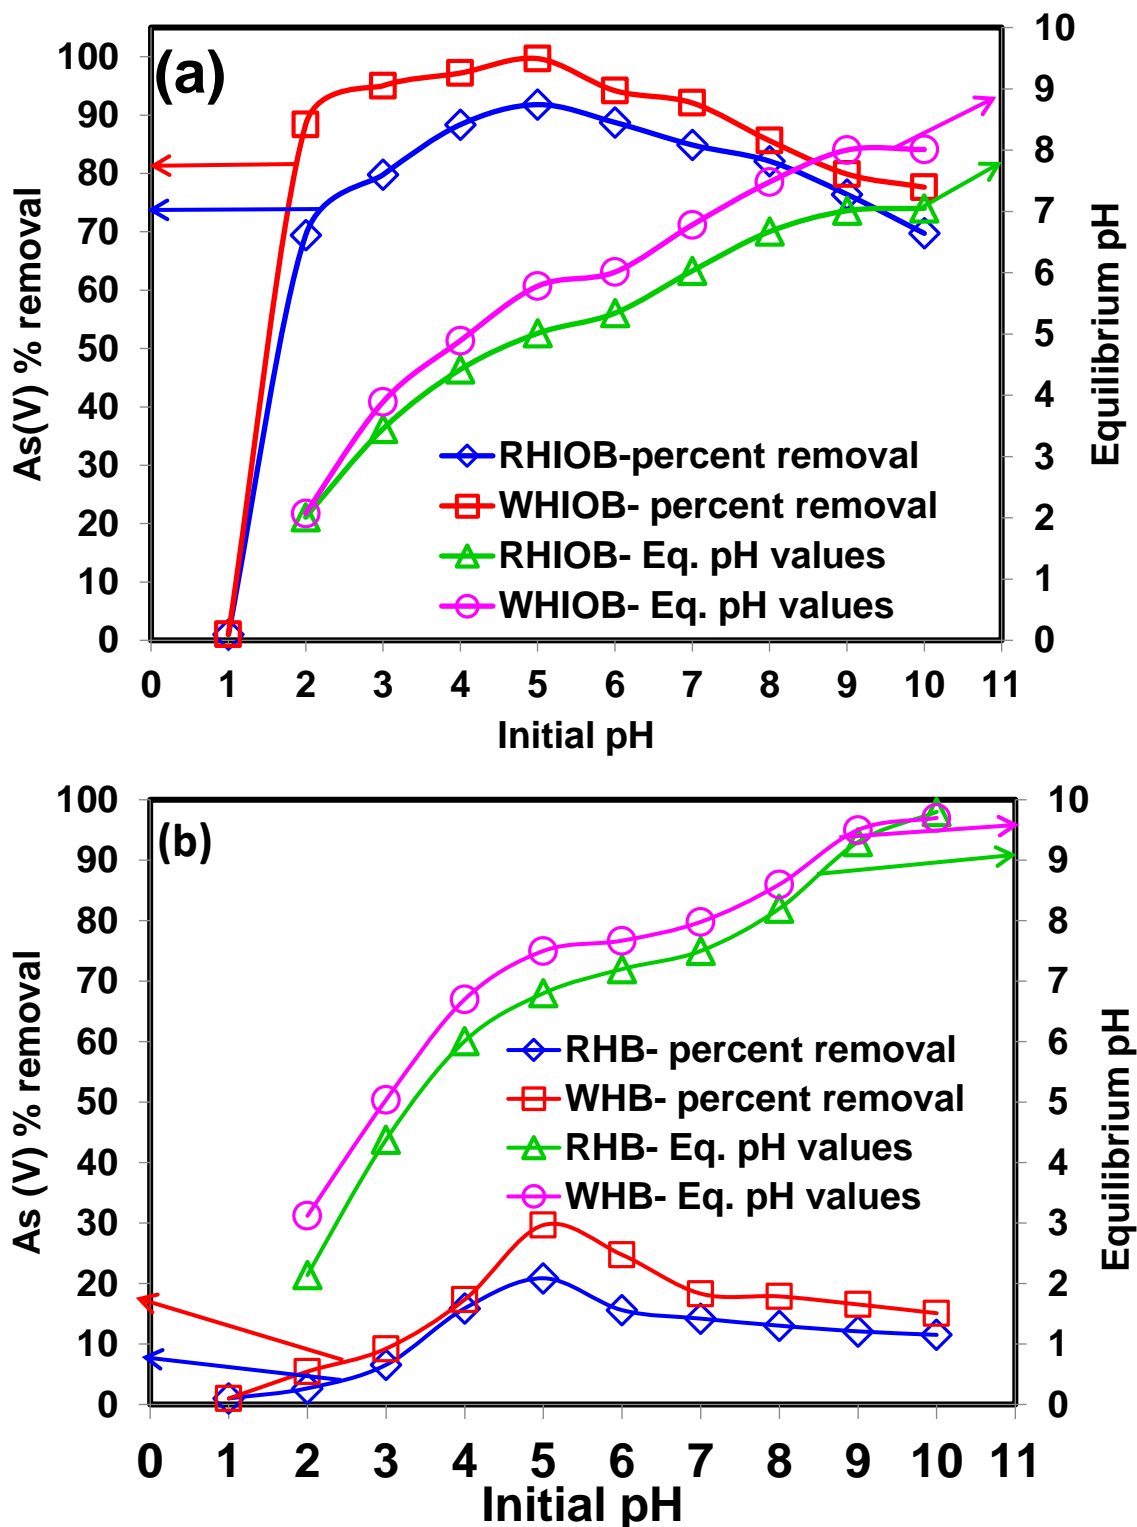 (a)
100
90
80
70
60
50
40
30
20
10
0
As(V) % removal
10
9
8
7
6
5
4
3
2
1
0
Equilibrium pH
RHIOB-percent removal
WHIOB- percent removal
RHIOB- Eq. pH values
WHIOB- Eq. pH values
0 1 2 3 4 5 6 7 8 9 10 11
Initial pH
(b)
100
90
80
70
60
50
40
30
20
10
0
As (V) % removal
10
9
8
7
6
5
4
3
2
1
0
Equilibrium pH
RHB- percent removal
WHB- percent removal
RHB- Eq. pH values
WHB- Eq. pH values
0 1 2 3 4 5 6 7 8 9 10 11
Initial pH